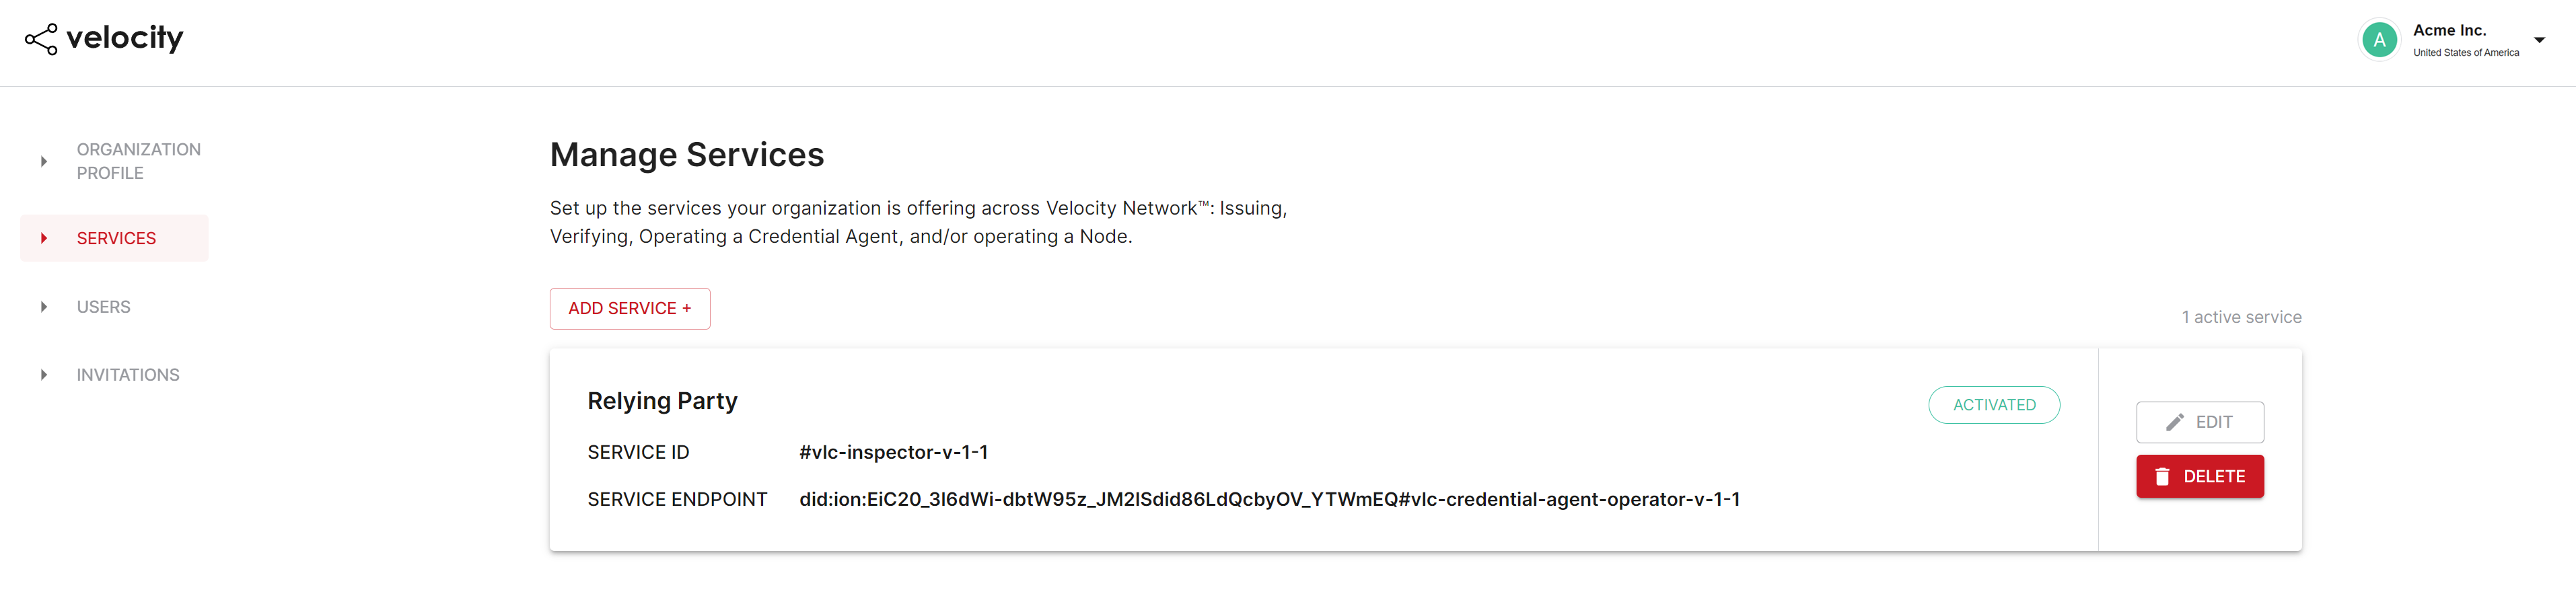 velocity
A
Acme Inc.
United States of America
ORGANIZATION
PROFILE
SERVICES
USERS
INVITATIONS
Manage Services
Set up the services your organization is offering across Velocity Network™: Issuing,
Verifying, Operating a Credential Agent, and/or operating a Node.
ADD SERVICE +
1 active service
Relying Party
ACTIVATED
SERVICE ID #vlc-inspector-v-1-1
SERVICE ENDPOINT did:ion:EiC20_3I6dWi-dbtW95z_JM2ISdid86LdQcbyOV_YTWmEQ#vlc-credential-agent-operator-v-1-1
EDIT
DELETE